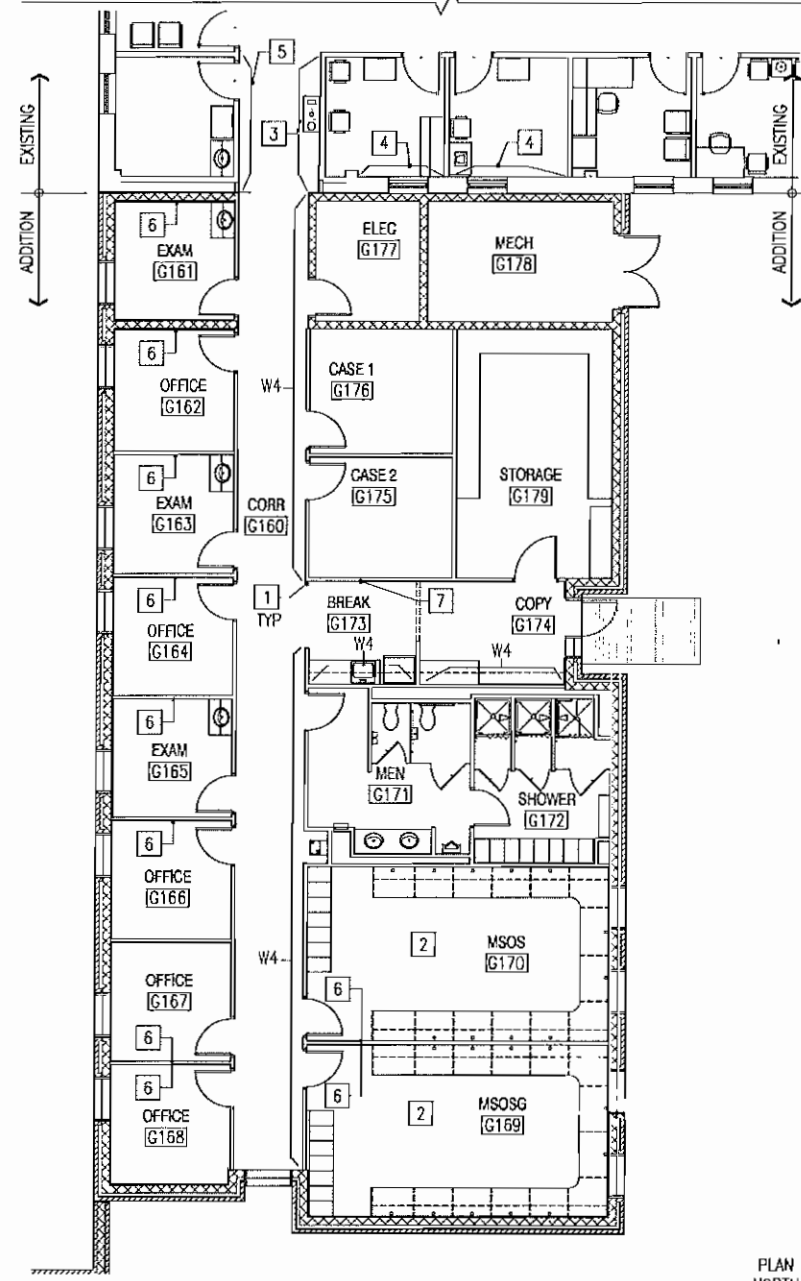 5
3
4
4
EXISTING
EXISTING
ADDITION
ADDITION
6
EXAM
G161
ELEC
G177
MECH
G178
6
OFFICE
G162
W4
CASE 1
G176
6
EXAM
G163
CORR
G160
CASE 2
G175
STORAGE
G179
6
OFFICE
G164
1
TYP
BREAK
G173
7
COPY
G174
W4
W4
6
EXAM
G165
MEN
G171
SHOWER
G172
6
OFFICE
G166
OFFICE
G167
W4
2
MSOS
G170
6
6
6
OFFICE
G168
6
2
MSOSG
G169
PLAN